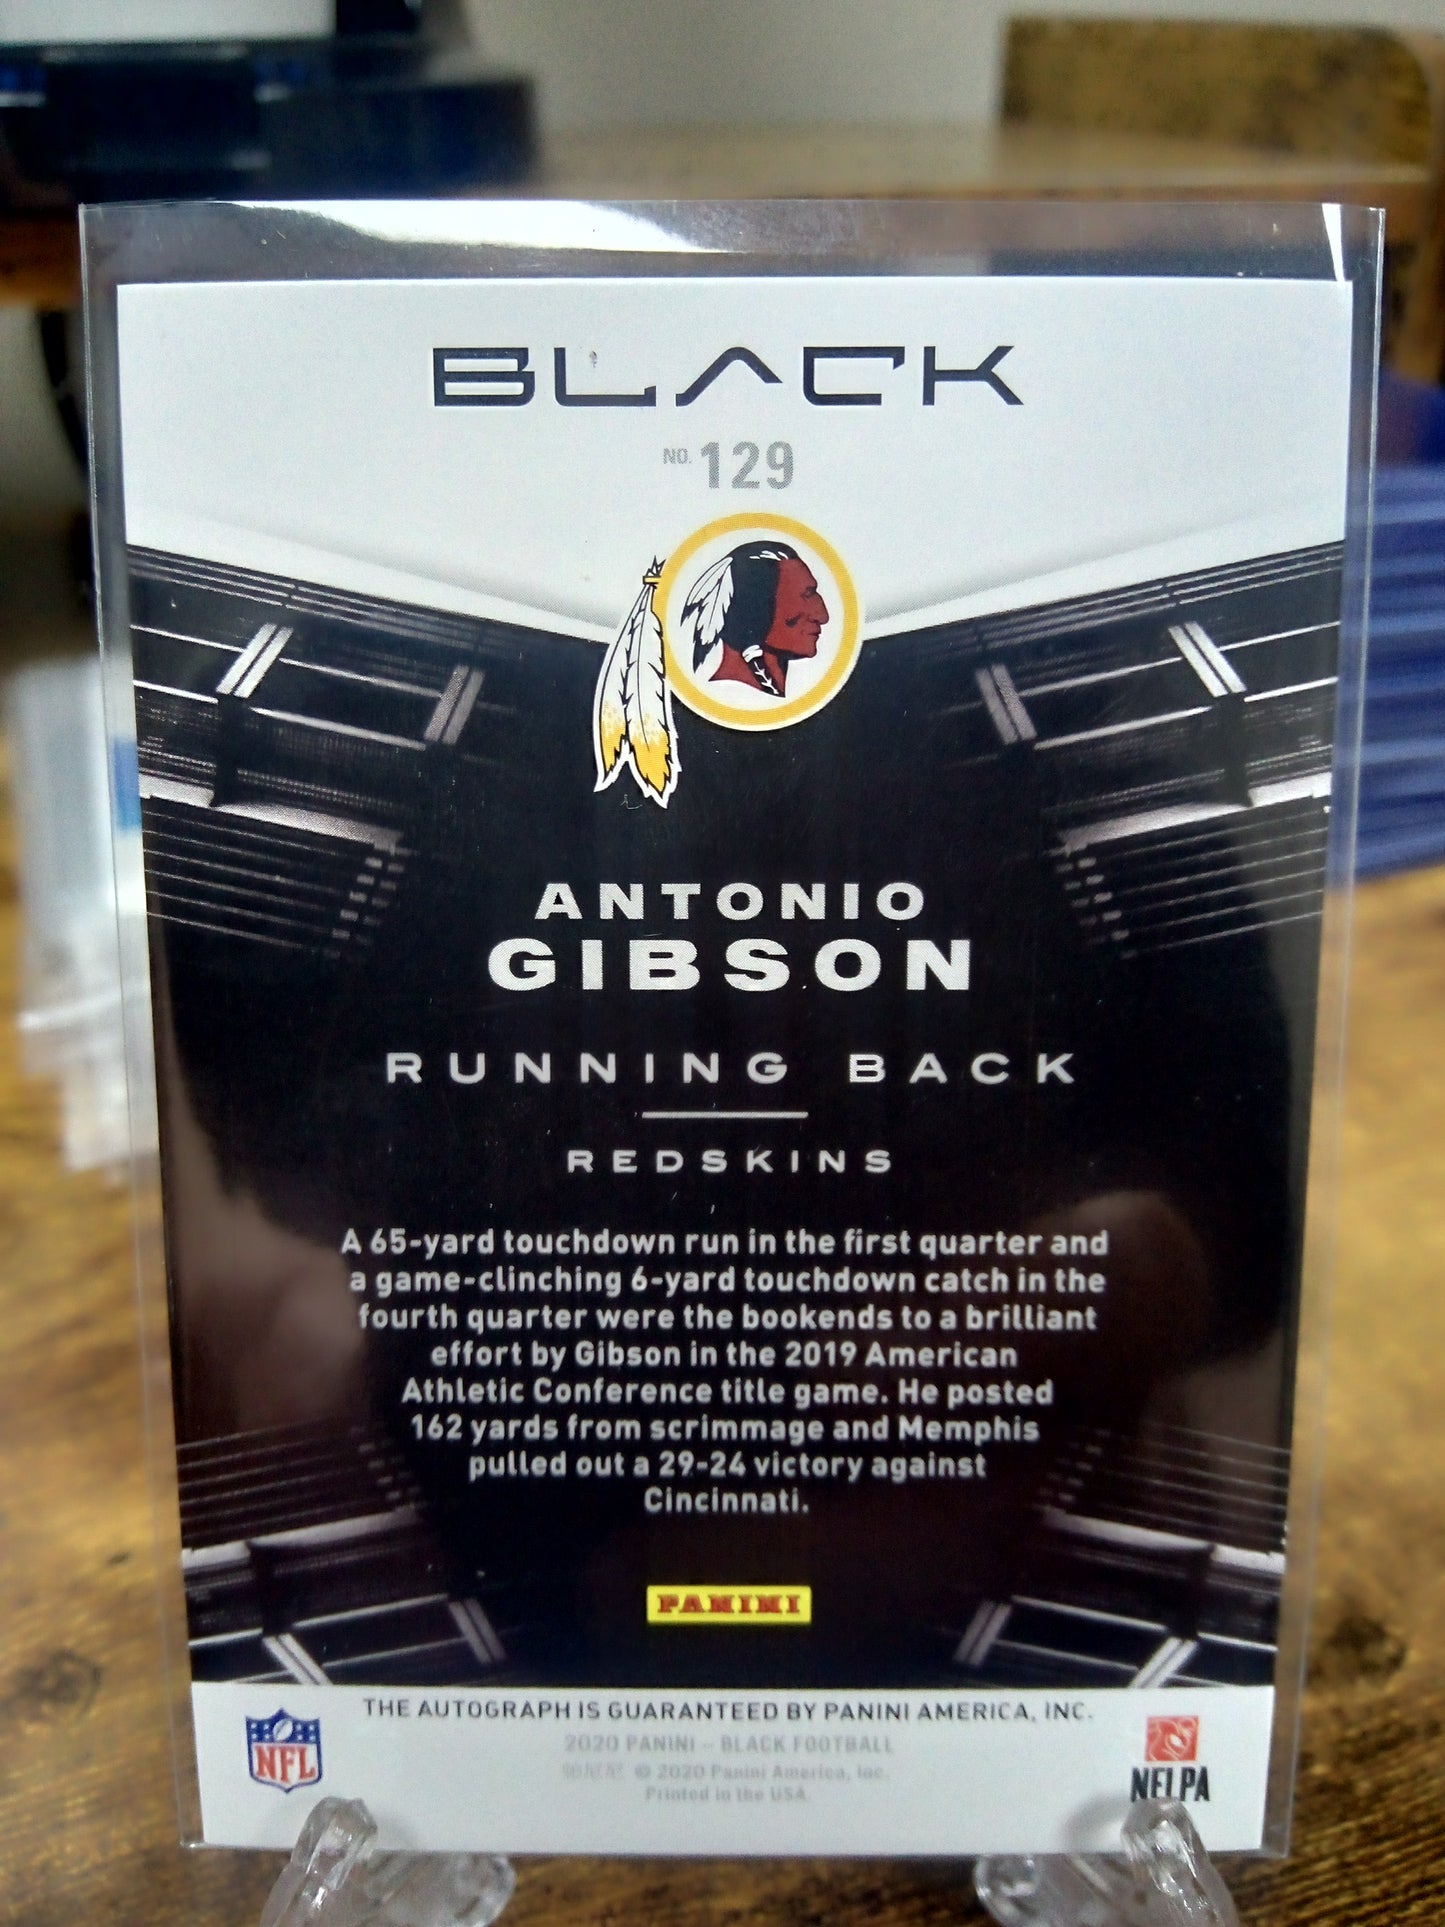 BLACK
NO. 129
ANTONIO
GIBSON
RUNNING BACK
REDSKINS
A 65-yard touchdown run in the first quarter and
a game-clinching 6-yard touchdown catch in the
fourth quarter were the bookends to a brilliant
effort by Gibson in the 2019 American
Athletic Conference title game. He posted
162 yards from scrimmage and Memphis
pulled out a 29-24 victory against
Cincinnati.
PANINI
THE AUTOGRAPH IS GUARANTEED BY PANINI AMERICA, INC.
2020 PANINI – BLACK FOOTBALL
© 2020 Panini America, Inc.
Printed in the USA.
NFL
NFLPA